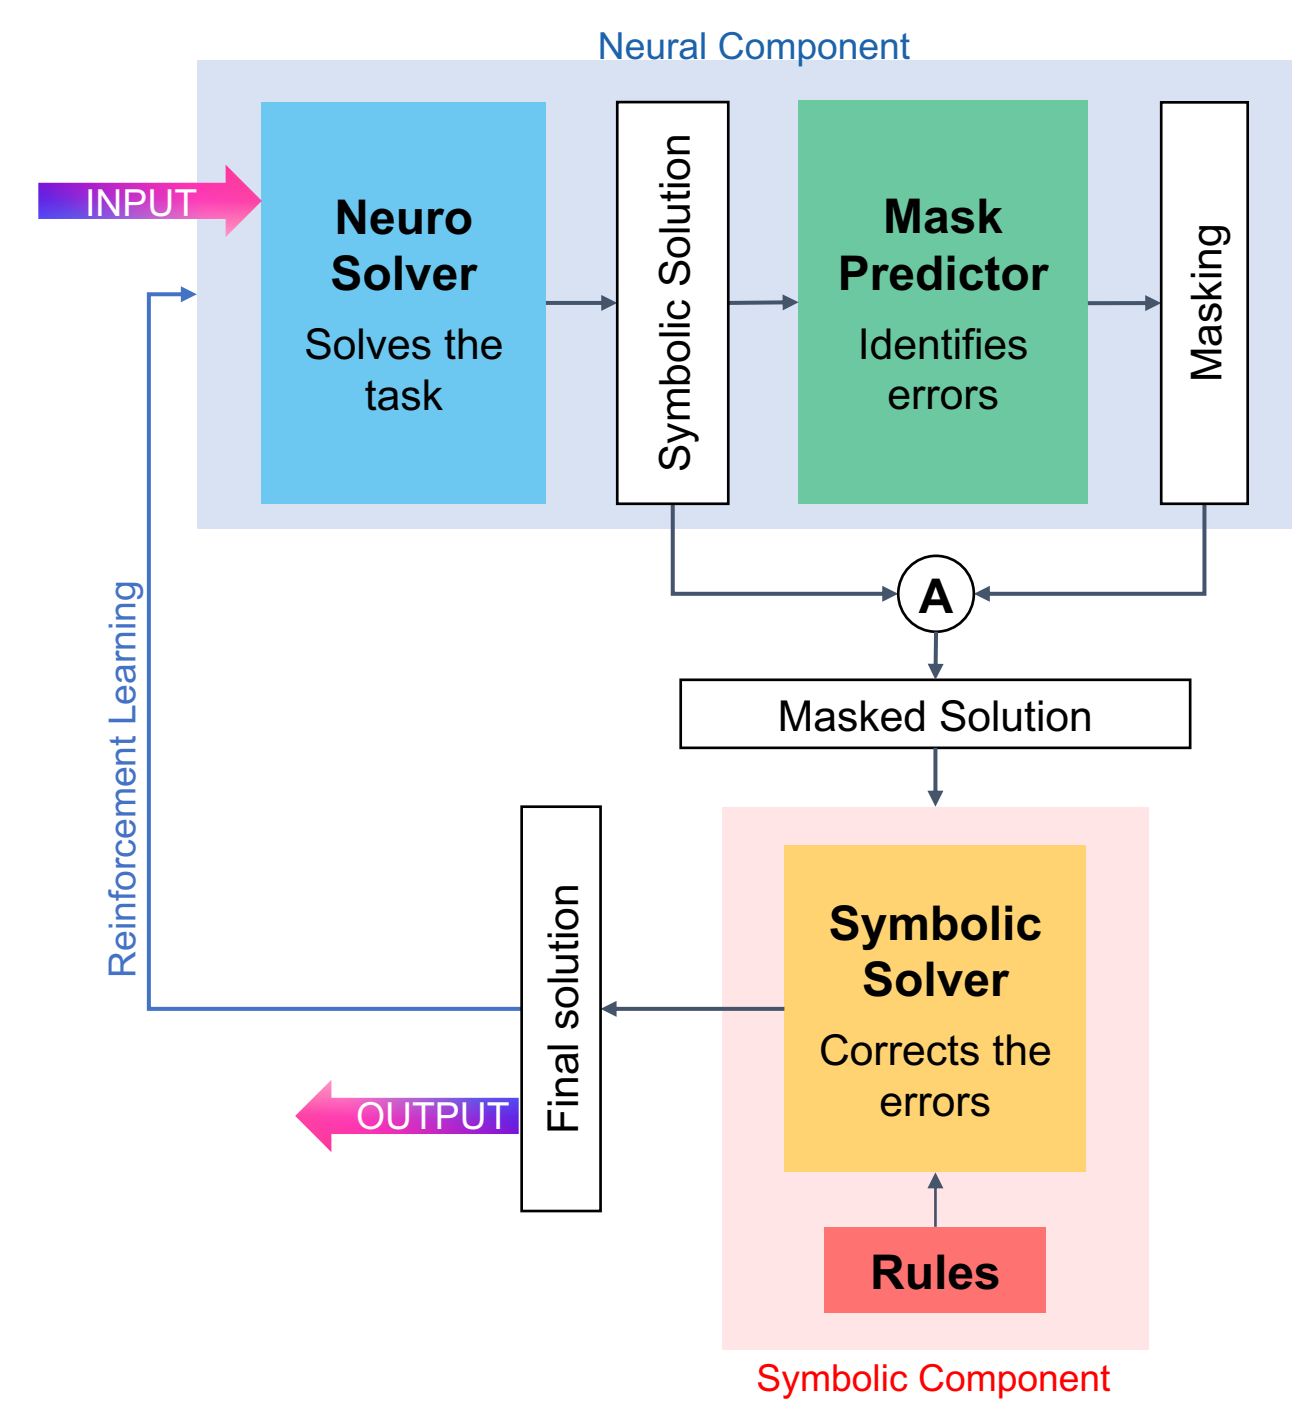 Neural Component
INPUT
Neuro
Solver
Solves the
task
Symbolic Solution
Mask
Predictor
Identifies
errors
Masking
A
Masked Solution
Reinforcement Learning
Symbolic
Solver
Corrects the
errors
Final solution
OUTPUT
Rules
Symbolic Component